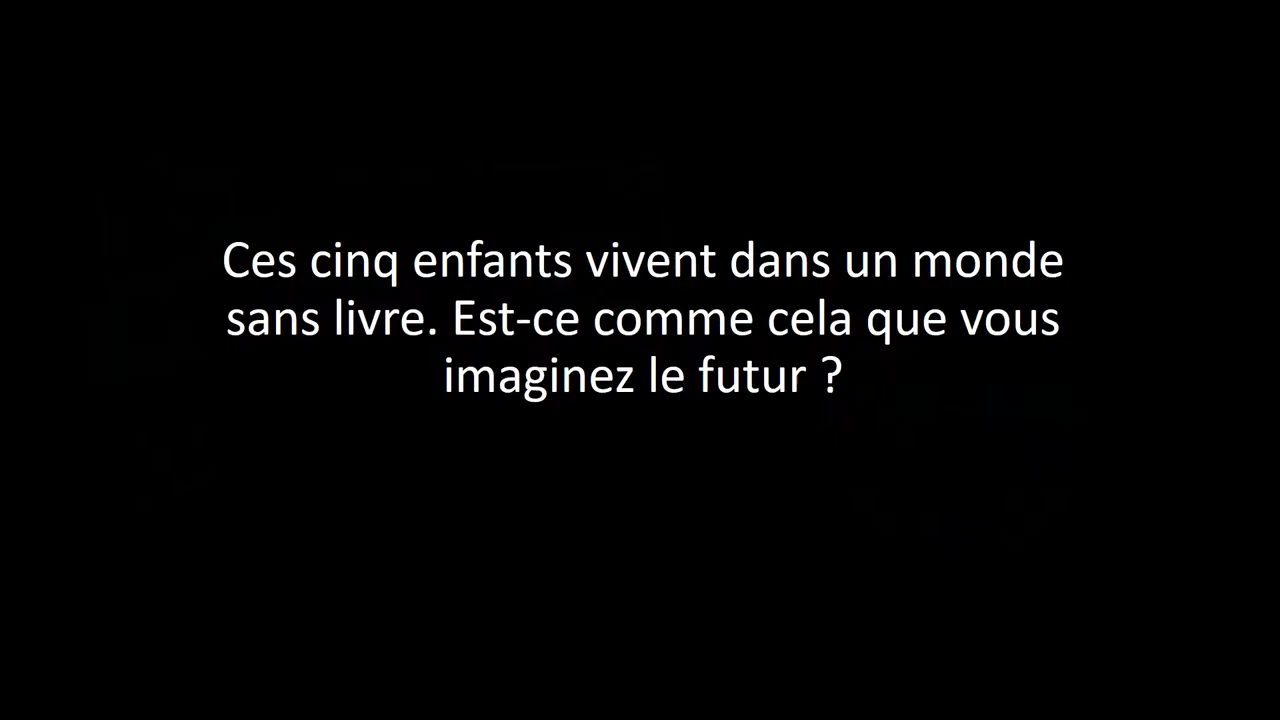 Ces cinq enfants vivent dans un monde
sans livre. Est-ce comme cela que vous
imaginez le futur ?